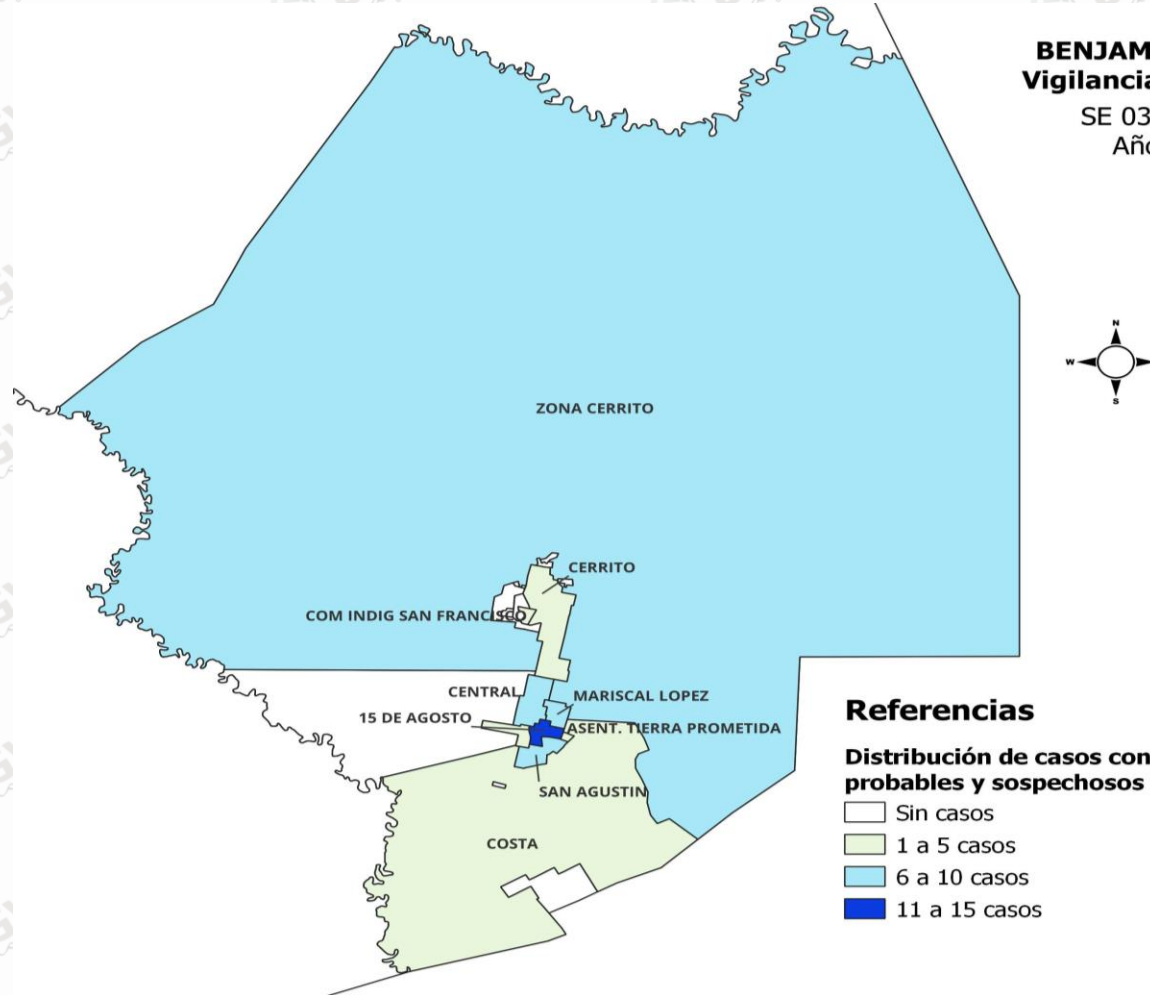 BENJAM
Vigilancia
SE 03
Año
N
W
S
ZONA CERRITO
CERRITO
COM INDIG SAN FRANCISCO
CENTRAL
MARISCAL LOPEZ
15 DE AGOSTO
ASENT. TIERRA PROMETIDA
SAN AGUSTIN
COSTA
Referencias
Distribución de casos con
probables y sospechosos
Sin casos
1 a 5 casos
6 a 10 casos
11 a 15 casos